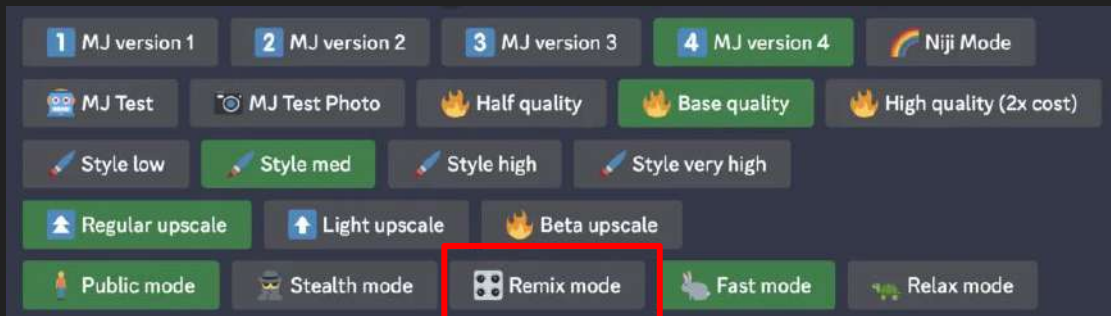 1 MJ version 1 2 MJ version 2 3 MJ version 3 4 MJ version 4 Niji Mode
MJ Test MJ Test Photo Half quality Base quality High quality (2x cost)
Style low Style med Style high Style very high
Regular upscale Light upscale Beta upscale
Public mode Stealth mode Remix mode Fast mode Relax mode